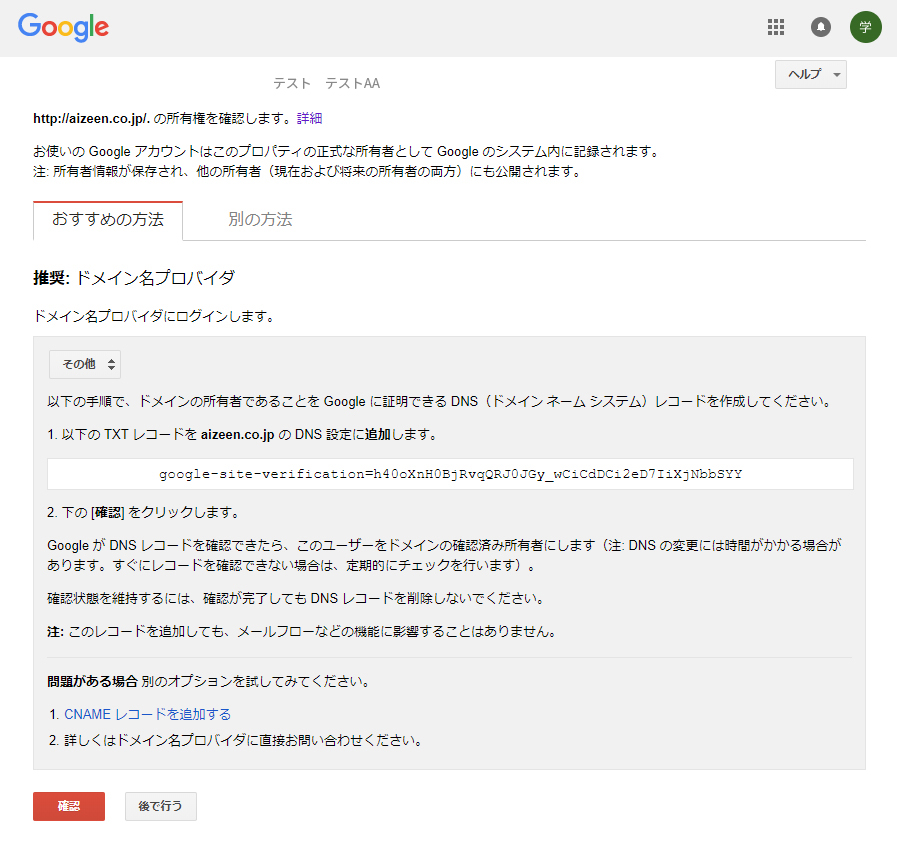 Google
学
テスト　テストAA
ヘルプ
http://aizeen.co.jp/. の所有権を確認します。詳細
お使いの Google アカウントはこのプロパティの正式な所有者として Google のシステム内に記録されます。
注: 所有者情報が保存され、他の所有者（現在および将来の所有者の両方）にも公開されます。
おすすめの方法
別の方法
推奨: ドメイン名プロバイダ
ドメイン名プロバイダにログインします。
その他
以下の手順で、ドメインの所有者であることを Google に証明できる DNS（ドメイン ネーム システム）レコードを作成してください。
1. 以下の TXT レコードを aizeen.co.jp の DNS 設定に追加します。
google-site-verification=h40oXnH0BjRvqQRJ0JGy_wCiCdDCi2eD7IiXjNbbSYY
2. 下の [確認] をクリックします。
Google が DNS レコードを確認できたら、このユーザーをドメインの確認済み所有者にします（注: DNS の変更には時間がかかる場合が
あります。すぐにレコードを確認できない場合は、定期的にチェックを行います）。
確認状態を維持するには、確認が完了しても DNS レコードを削除しないでください。
注: このレコードを追加しても、メールフローなどの機能に影響することはありません。
問題がある場合 別のオプションを試してみてください。
1. CNAME レコードを追加する
2. 詳しくはドメイン名プロバイダに直接お問い合わせください。
確認
後で行う